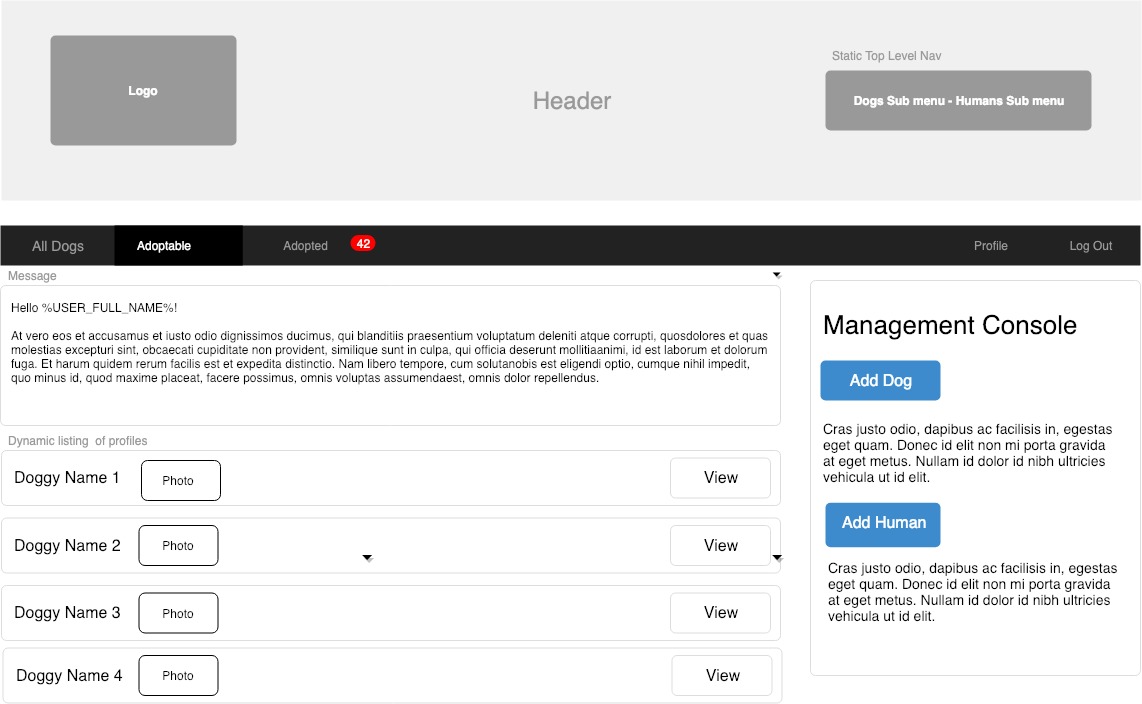 Static Top Level Nav
Logo
Header
Dogs Sub menu - Humans Sub menu
All Dogs
Adoptable
Adopted
42
Profile
Log Out
Message
Hello %USER_FULL_NAME%!
At vero eos et accusamus et iusto odio dignissimos ducimus, qui blanditiis praesentium voluptatum deleniti atque corrupti, quosdolores et quas
molestias excepturi sint, obcaecati cupiditate non provident, similique sunt in culpa, qui officia deserunt mollitiaanimi, id est laborum et dolorum
fuga. Et harum quidem rerum facilis est et expedita distinctio. Nam libero tempore, cum solutanobis est eligendi optio, cumque nihil impedit,
quo minus id, quod maxime placeat, facere possimus, omnis voluptas assumendaest, omnis dolor repellendus.
Dynamic listing of profiles
Doggy Name 1
Photo
View
Doggy Name 2
Photo
View
Doggy Name 3
Photo
View
Doggy Name 4
Photo
View
Management Console
Add Dog
Cras justo odio, dapibus ac facilisis in, egestas
eget quam. Donec id elit non mi porta gravida
at eget metus. Nullam id dolor id nibh ultricies
vehicula ut id elit.
Add Human
Cras justo odio, dapibus ac facilisis in, egestas
eget quam. Donec id elit non mi porta gravida
at eget metus. Nullam id dolor id nibh ultricies
vehicula ut id elit.